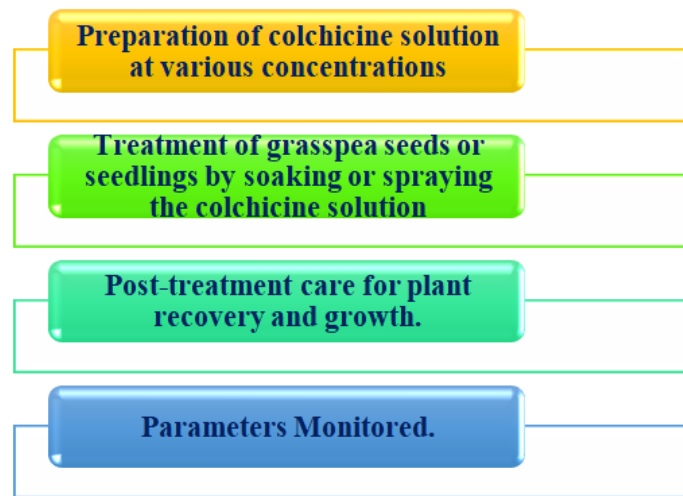 Preparation of colchicine solution
at various concentrations
Treatment of grasspea seeds or
seedlings by soaking or spraying
the colchicine solution
Post-treatment care for plant
recovery and growth.
Parameters Monitored.